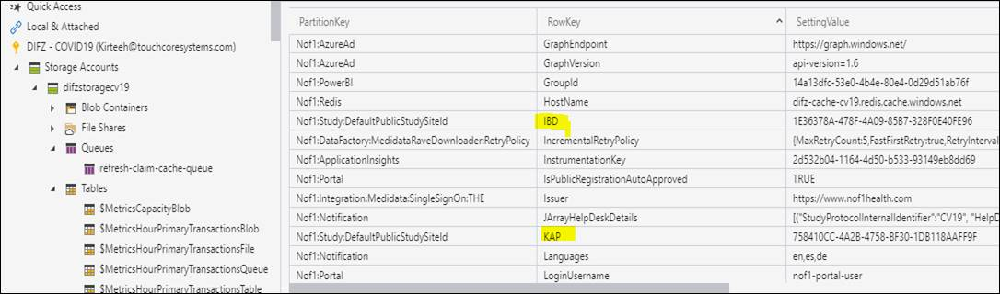 Quick Access
Local & Attached
DIFZ - COVID19 (Kirteeh@touchcoresystems.com)
Storage Accounts
difzstoragecv19
Blob Containers
File Shares
Queues
refresh-claim-cache-queue
Tables
$MetricsCapacityBlob
$MetricsHourPrimaryTransactionsBlob
$MetricsHourPrimaryTransactionsFile
$MetricsHourPrimaryTransactionsQueue
$MetricsHourPrimaryTransactionsTable
PartitionKey RowKey SettingValue
Nof1:AzureAd GraphEndpoint https://graph.windows.net/
Nof1:AzureAd GraphVersion api-version=1.6
Nof1:PowerBI GroupId 14a13dfc-53e0-4b4e-80e4-0d29d51ab76f
Nof1:Redis HostName difz-cache-cv19.redis.cache.windows.net
Nof1:Study:DefaultPublicStudySiteId IBD 1E36378A-478F-4A09-85B7-328F0E40FE96
Nof1:DataFactory:MedidataRaveDownloader:RetryPolicy IncrementalRetryPolicy {MaxRetryCount:5,FastFirstRetry:true,RetryInterval
Nof1:ApplicationInsights InstrumentationKey 2d532b04-1164-4d50-b533-93149eb8dd69
Nof1:Portal IsPublicRegistrationAutoApproved TRUE
Nof1:Integration:Medidata:SingleSignOn:THE Issuer https://www.nof1health.com
Nof1:Notification JArrayHelpDeskDetails [{"StudyProtocolInternalIdentifier":"CV19", "HelpD
Nof1:Study:DefaultPublicStudySiteId KAP 758410CC-4A2B-4758-BF30-1DB118AAFF9F
Nof1:Notification Languages en,es,de
Nof1:Portal LoginUsername nof1-portal-user